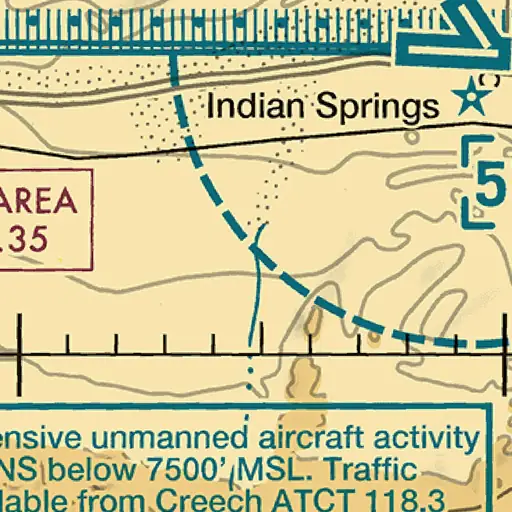 Indian Springs
5
AREA
.35
ensive unmanned aircraft activity
NS below 7500' MSL. Traffic
lable from Creech ATCT 118.3